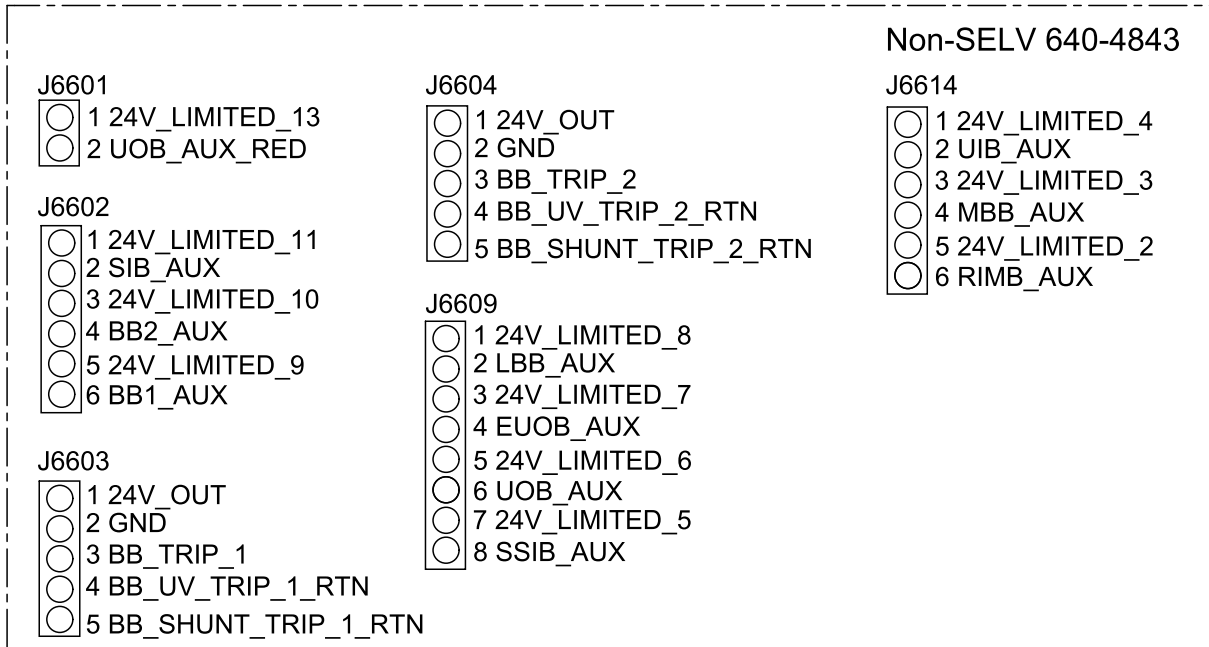 Non-SELV 640-4843
J6601
1 24V_LIMITED_13
2 UOB_AUX_RED
J6602
1 24V_LIMITED_11
2 SIB_AUX
3 24V_LIMITED_10
4 BB2_AUX
5 24V_LIMITED_9
6 BB1_AUX
J6603
1 24V_OUT
2 GND
3 BB_TRIP_1
4 BB_UV_TRIP_1_RTN
5 BB_SHUNT_TRIP_1_RTN
J6604
1 24V_OUT
2 GND
3 BB_TRIP_2
4 BB_UV_TRIP_2_RTN
5 BB_SHUNT_TRIP_2_RTN
J6609
1 24V_LIMITED_8
2 LBB_AUX
3 24V_LIMITED_7
4 EUOB_AUX
5 24V_LIMITED_6
6 UOB_AUX
7 24V_LIMITED_5
8 SSIB_AUX
J6614
1 24V_LIMITED_4
2 UIB_AUX
3 24V_LIMITED_3
4 MBB_AUX
5 24V_LIMITED_2
6 RIMB_AUX